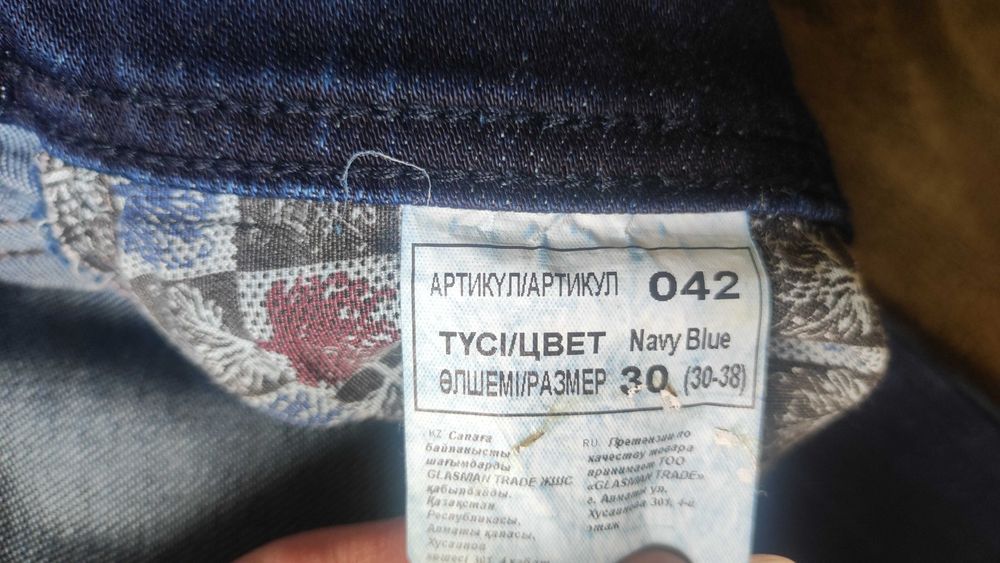 АРТИКУЛ/АРТИКУЛ 042
ТҮСІ/ЦВЕТ Navy Blue
ӨЛШЕМІ/РАЗМЕР 30 (30-38)
KZ Сапаға
байланысты
шағымдарды
GLASMAN TRADE ЖШС
қабылдайды.
Қазақстан
Республикасы,
Алматы қаласы,
Хусаинов
көшесі
RU. Претензии по
качеству товара
принимает ТОО
«GLASMAN TRADE»
г. Алматы ул.
Хусаинова
этаж